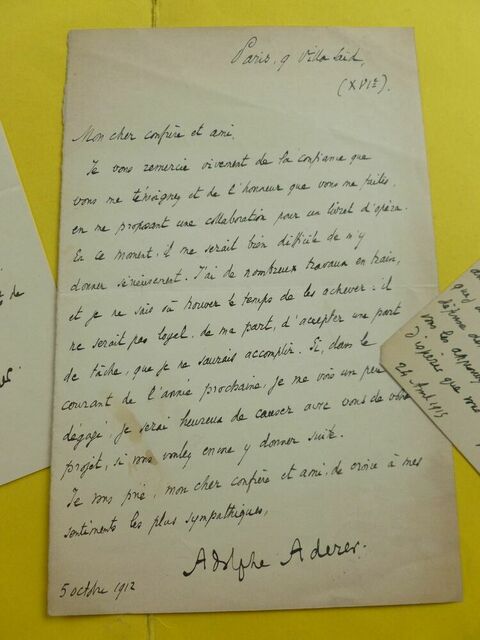 Paris, 9 Villa Saïd,
(XVIe).
Mon cher confrère et ami,
Je vous remercie vivement de la confiance que
vous me témoignez et de l'honneur que vous me faites,
en me proposant une collaboration pour un livret d'opéra.
En ce moment, il me serait bien difficile de m'y
donner sérieusement. J'ai de nombreux travaux en train,
et je ne sais où trouver le temps de les achever : il
ne serait pas loyal, de ma part, d'accepter une part
de tâche, que je ne saurais accomplir. Si, dans le
courant de l'année prochaine, je me vois un peu
dégagé, je serai heureux de causer avec vous de votre
projet, si vous voulez encore y donner suite.
Je vous prie, mon cher confrère et ami, de croire à mes
sentiments les plus sympathiques,
Adolphe Aderer.
5 octobre 1912
de
que j'
vous les
d'espérer que vous
24 Avril 1915